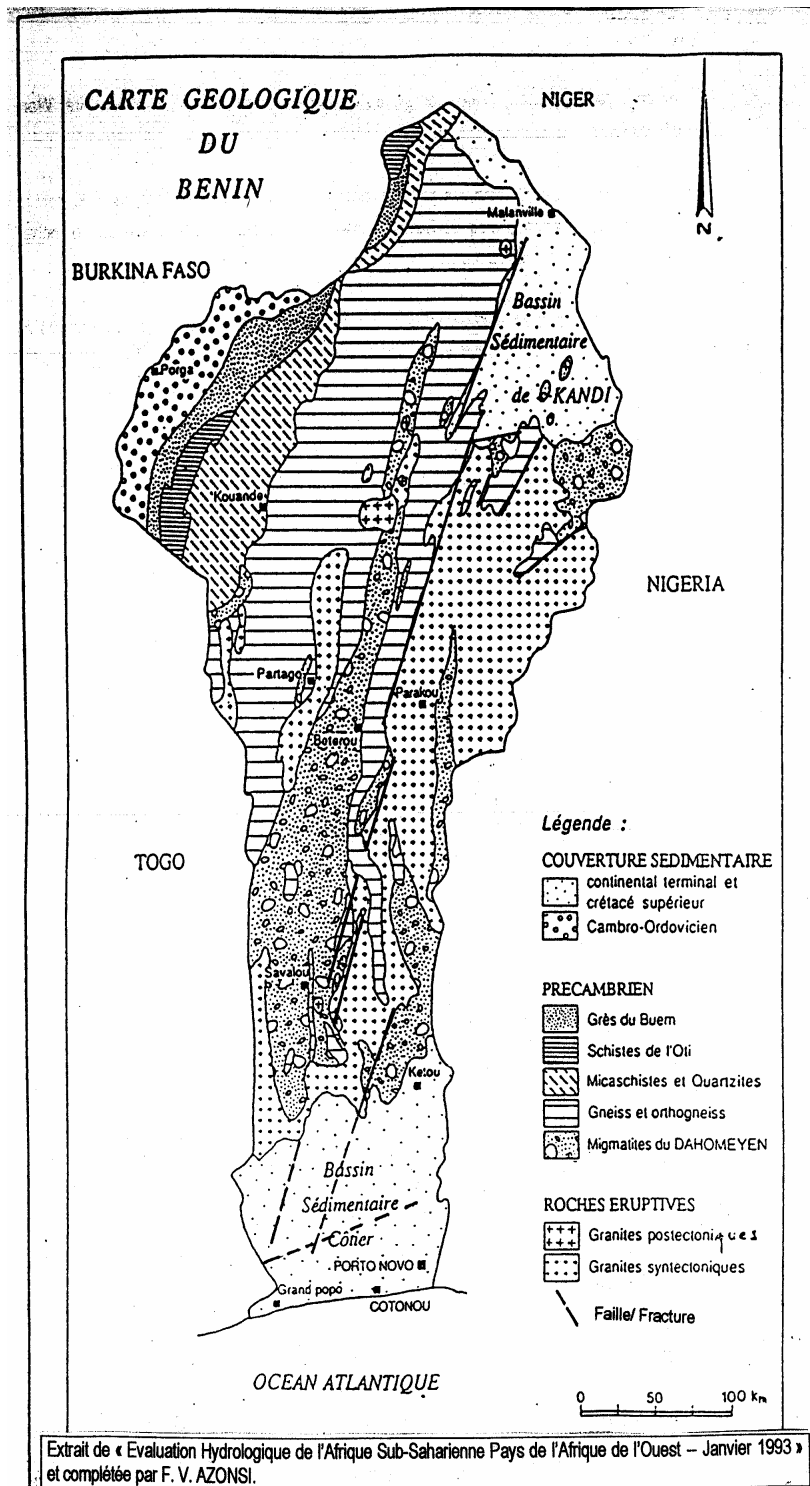 CARTE GEOLOGIQUE
DU
BENIN
NIGER
N
Malanville
BURKINA FASO
Bassin
Sédimentaire
de KANDI
Porga
Kouande
NIGERIA
Partago
Parakou
Beterou
TOGO
Savalou
Ketou
Bassin
Sédimentaire
Côtier
PORTO NOVO
Grand popo
COTONOU
OCEAN ATLANTIQUE
Légende :
COUVERTURE SEDIMENTAIRE
continental terminal et
crétacé supérieur
Cambro-Ordovicien
PRECAMBRIEN
Grès du Buem
Schistes de l'Oti
Micaschistes et Quartzites
Gneiss et orthogneiss
Migmatites du DAHOMEYEN
ROCHES ERUPTIVES
Granites postectoniques
Granites syntectoniques
Faille/ Fracture
0 50 100 km
Extrait de « Evaluation Hydrologique de l'Afrique Sub-Saharienne Pays de l'Afrique de l'Ouest – Janvier 1993 »
et complétée par F. V. AZONSI.